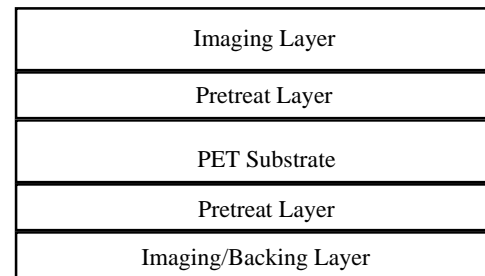 Imaging Layer
Pretreat Layer
PET Substrate
Pretreat Layer
Imaging/Backing Layer